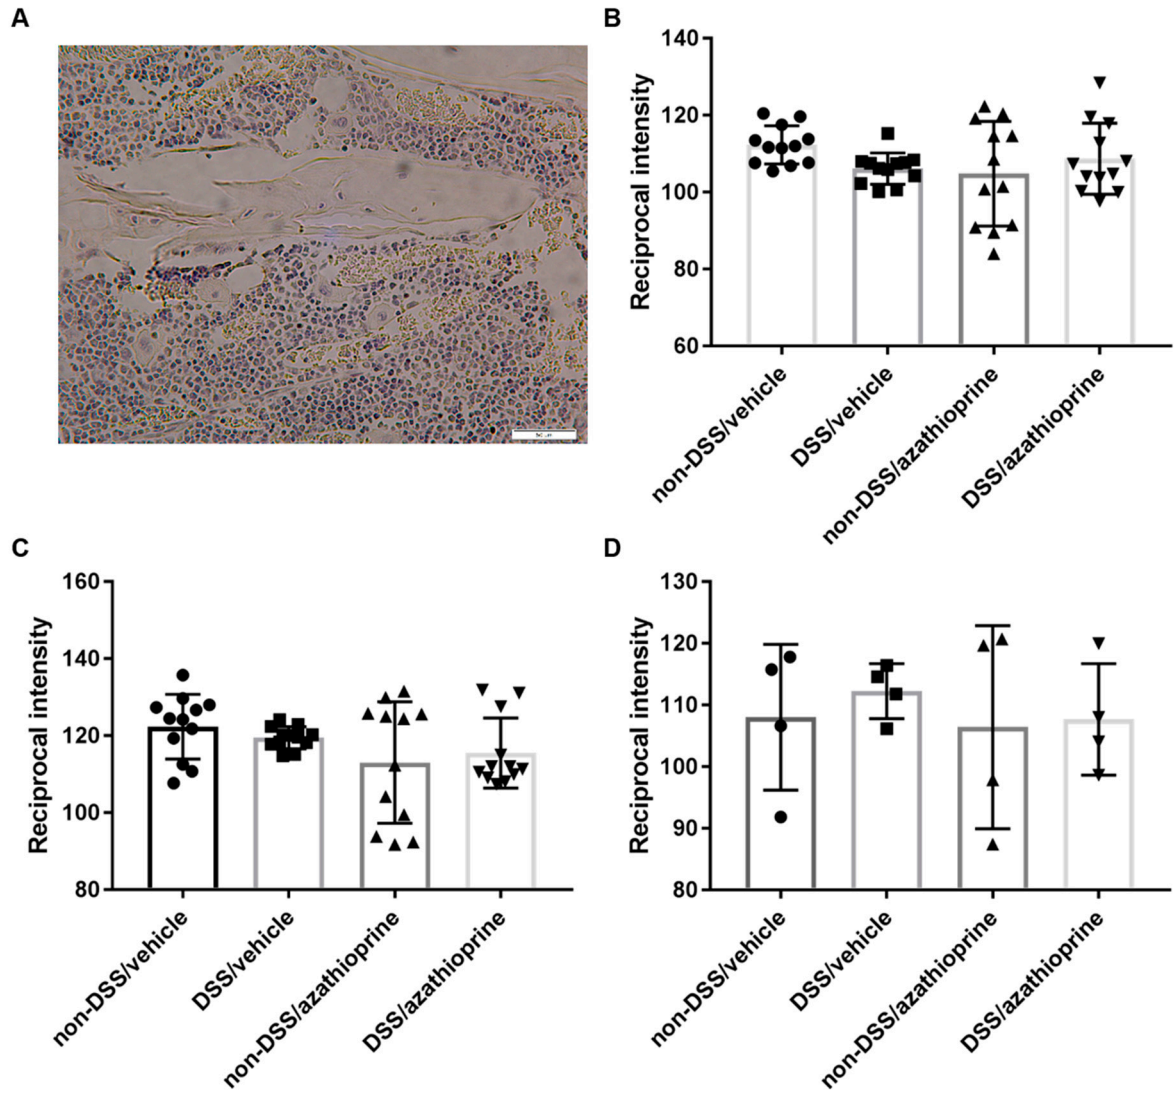 A
B
Reciprocal intensity
140
120
100
80
60
non-DSS/vehicle
DSS/vehicle
non-DSS/azathioprine
DSS/azathioprine
C
Reciprocal intensity
160
140
120
100
80
non-DSS/vehicle
DSS/vehicle
non-DSS/azathioprine
DSS/azathioprine
D
Reciprocal intensity
130
120
110
100
90
80
non-DSS/vehicle
DSS/vehicle
non-DSS/azathioprine
DSS/azathioprine